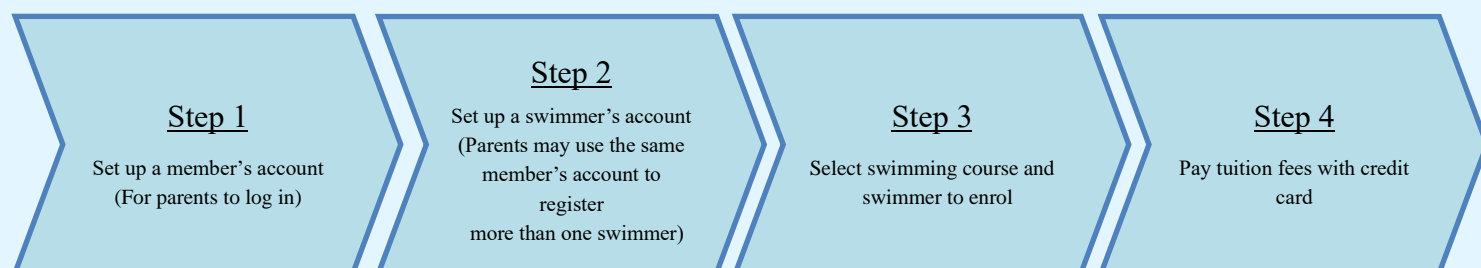 Step 1
Set up a member’s account
(For parents to log in)
Step 2
Set up a swimmer’s account
(Parents may use the same
member’s account to
register
more than one swimmer)
Step 3
Select swimming course and
swimmer to enrol
Step 4
Pay tuition fees with credit
card